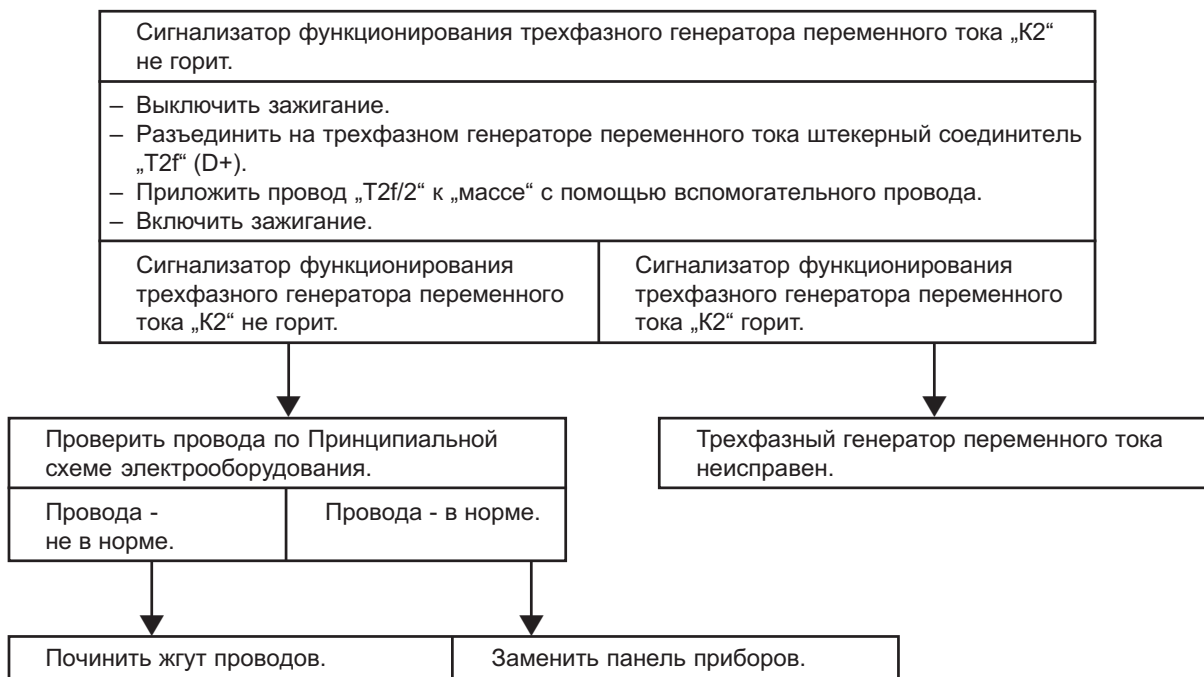 Сигнализатор функционирования трехфазного генератора переменного тока „К2“
не горит.
– Выключить зажигание.
– Разъединить на трехфазном генераторе переменного тока штекерный соединитель
„T2f“ (D+).
– Приложить провод „T2f/2“ к „массе“ с помощью вспомогательного провода.
– Включить зажигание.
Сигнализатор функционирования
трехфазного генератора переменного
тока „К2“ не горит.
Сигнализатор функционирования
трехфазного генератора переменного
тока „К2“ горит.
Проверить провода по Принципиальной
схеме электрооборудования.
Трехфазный генератор переменного тока
неисправен.
Провода -
не в норме.
Провода - в норме.
Починить жгут проводов.
Заменить панель приборов.